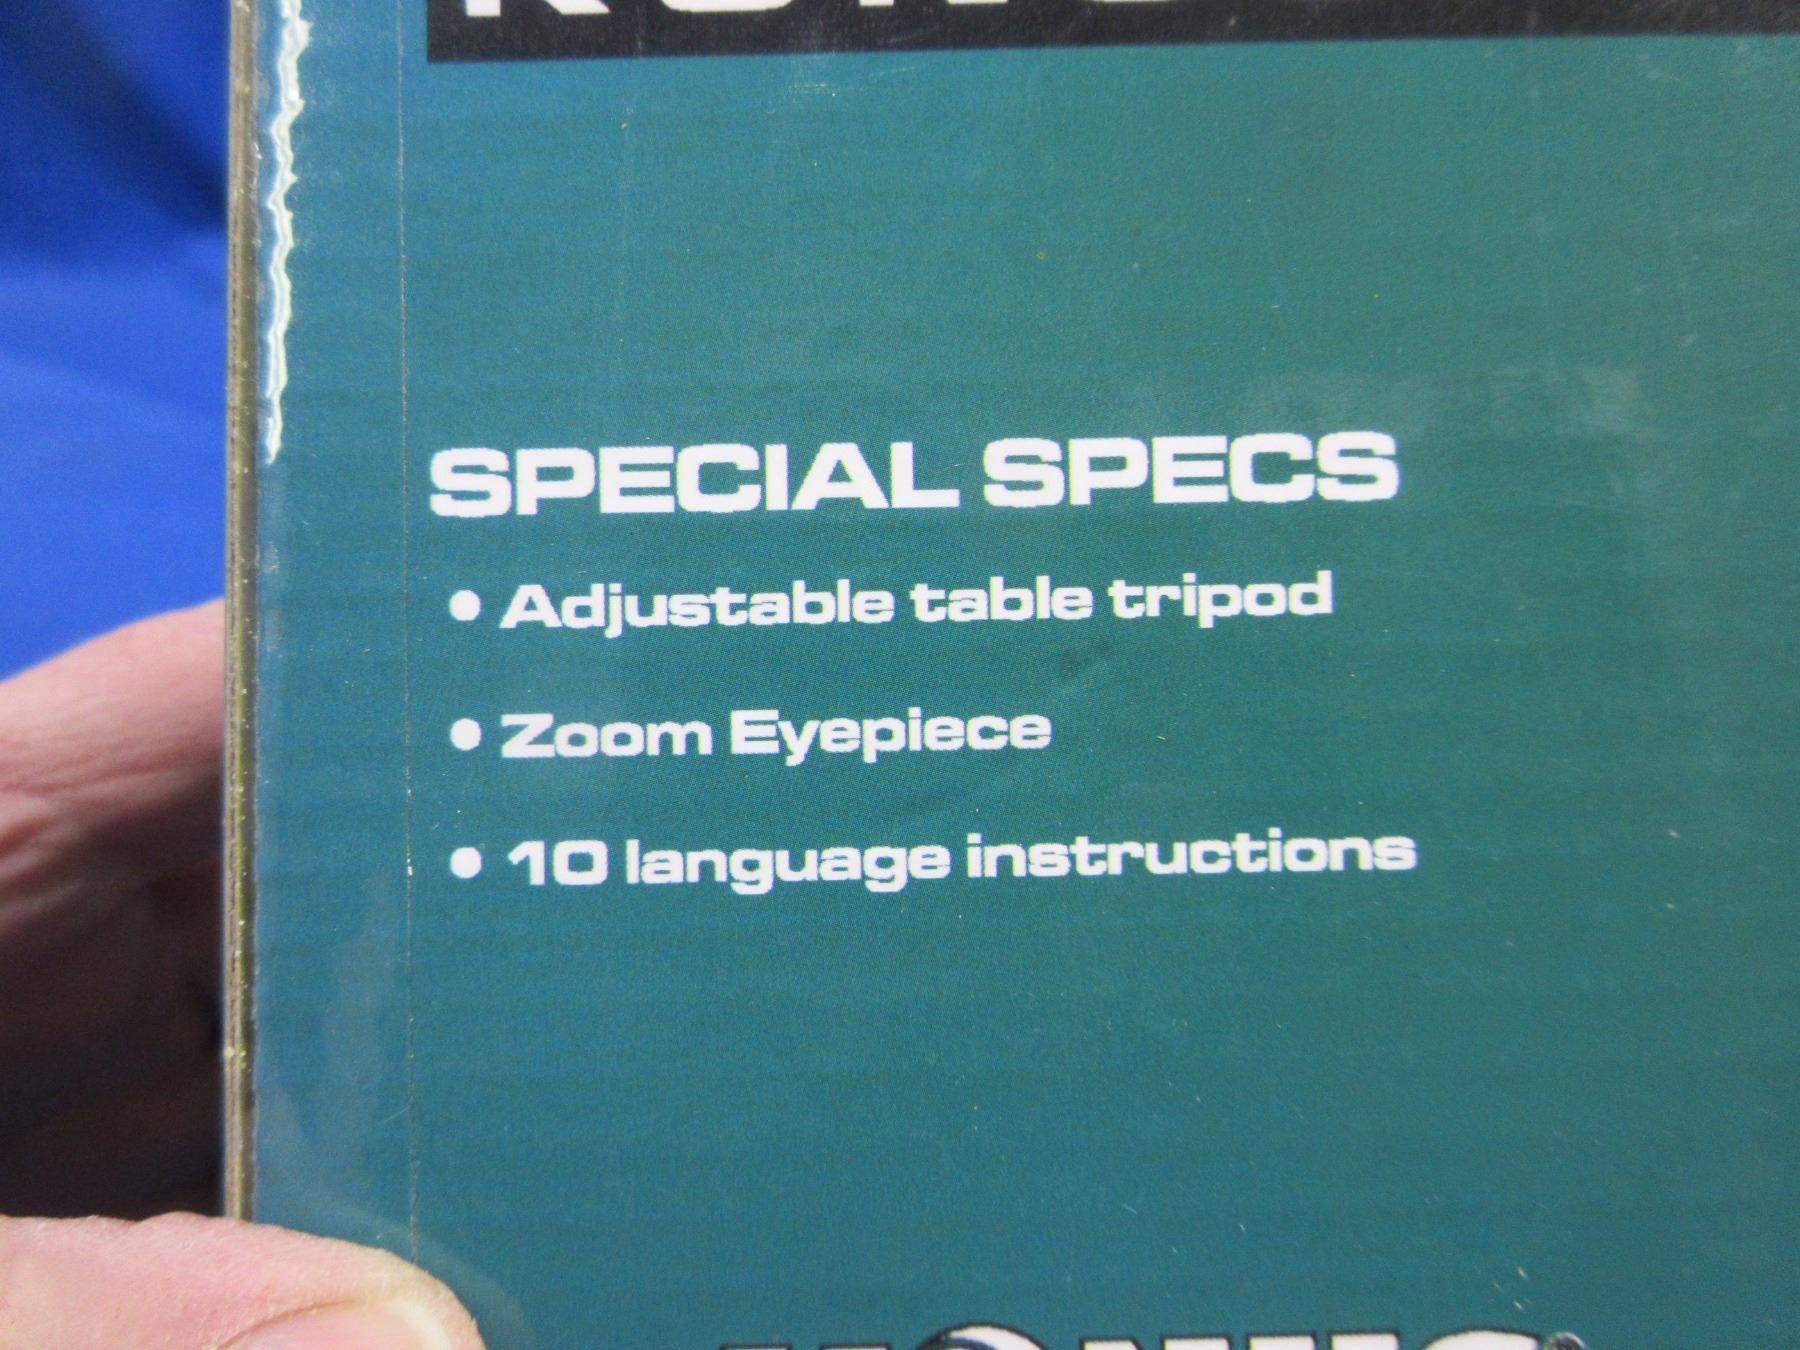 SPECIAL SPECS
• Adjustable table tripod
• Zoom Eyepiece
• 10 language instructions